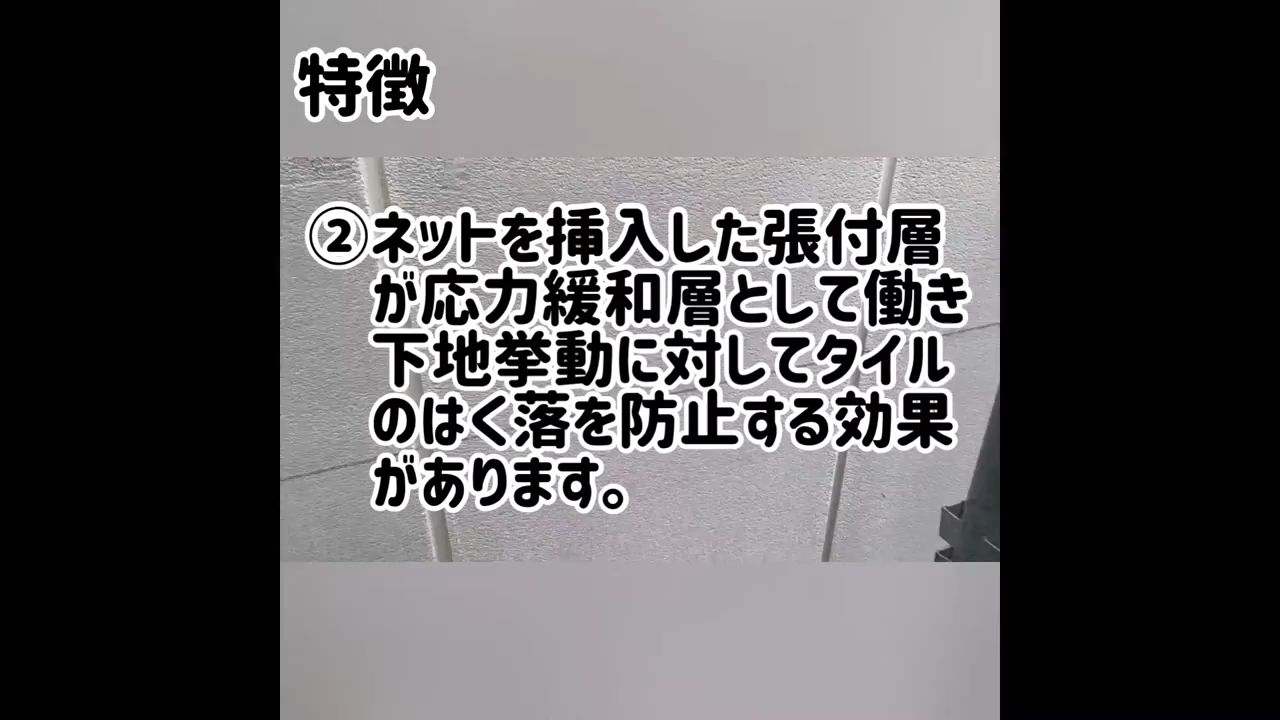 特徴
②ネットを挿入した張付層
が応力緩和層として働き
下地挙動に対してタイル
のはく落を防止する効果
があります。